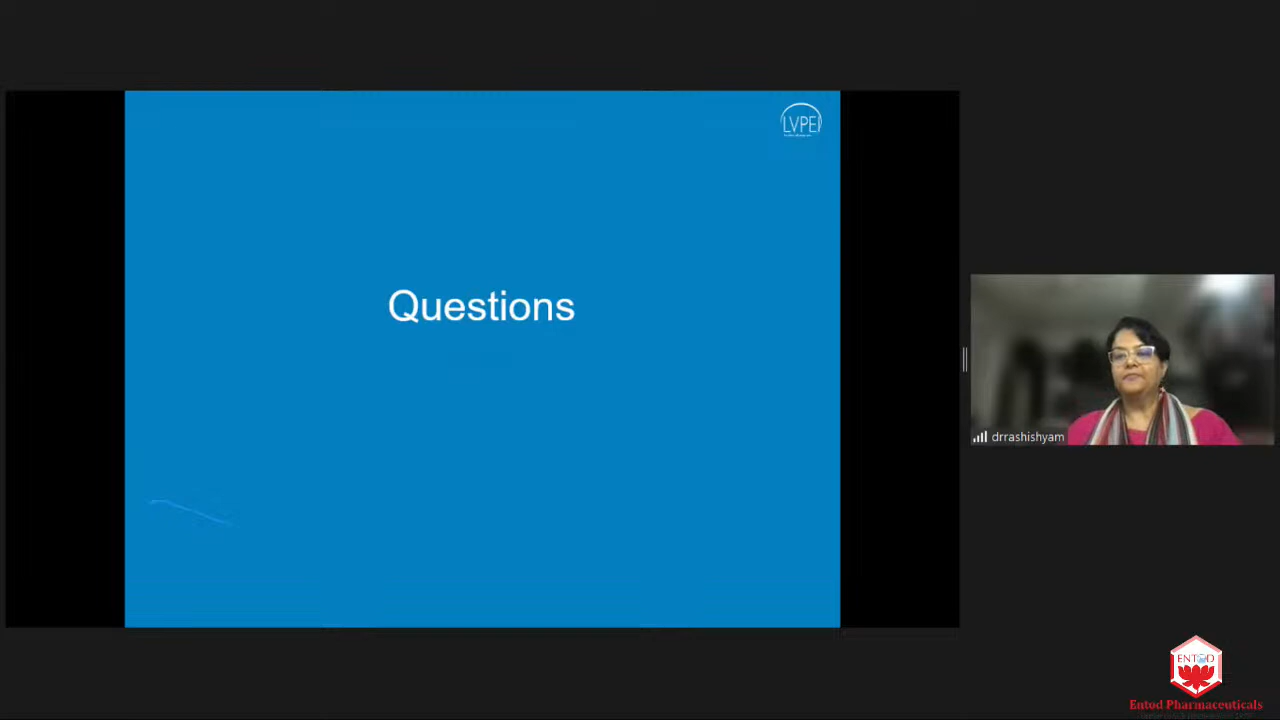 LVPEI
Questions
drrashishyam
ENTOD
Entod Pharmaceuticals